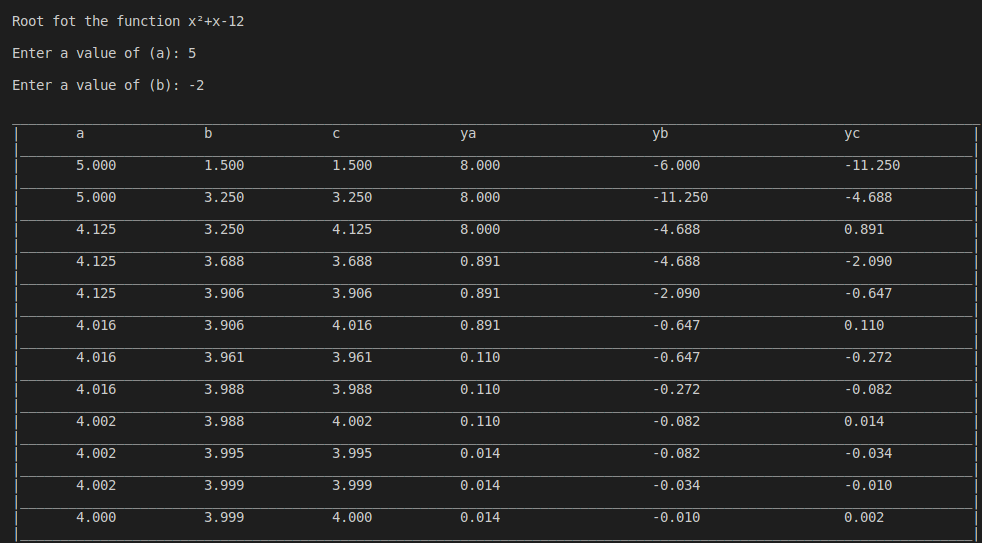 Root fot the function x²+x-12
Enter a value of (a): 5
Enter a value of (b): -2
a b c ya yb yc
5.000 1.500 1.500 8.000 -6.000 -11.250
5.000 3.250 3.250 8.000 -11.250 -4.688
4.125 3.250 4.125 8.000 -4.688 0.891
4.125 3.688 3.688 0.891 -4.688 -2.090
4.125 3.906 3.906 0.891 -2.090 -0.647
4.016 3.906 4.016 0.891 -0.647 0.110
4.016 3.961 3.961 0.110 -0.647 -0.272
4.016 3.988 3.988 0.110 -0.272 -0.082
4.002 3.988 4.002 0.110 -0.082 0.014
4.002 3.995 3.995 0.014 -0.082 -0.034
4.002 3.999 3.999 0.014 -0.034 -0.010
4.000 3.999 4.000 0.014 -0.010 0.002